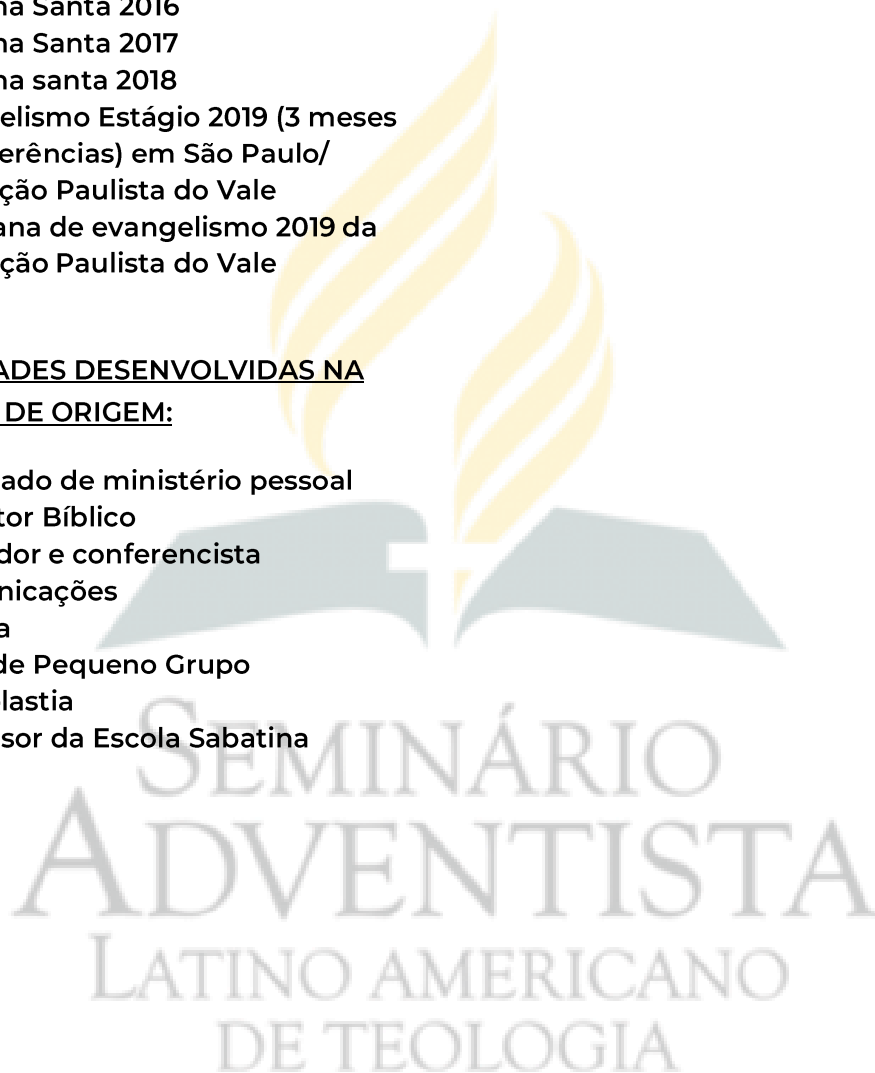 na Santa 2016
na Santa 2017
na santa 2018
elismo Estágio 2019 (3 meses
erências) em São Paulo/
ção Paulista do Vale
ana de evangelismo 2019 da
ção Paulista do Vale
ADES DESENVOLVIDAS NA
DE ORIGEM:
ado de ministério pessoal
tor Bíblico
dor e conferencista
nicações
a
de Pequeno Grupo
lastia
sor da Escola Sabatina
SEMINÁRIO
ADVENTISTA
LATINO AMERICANO
DE TEOLOGIA